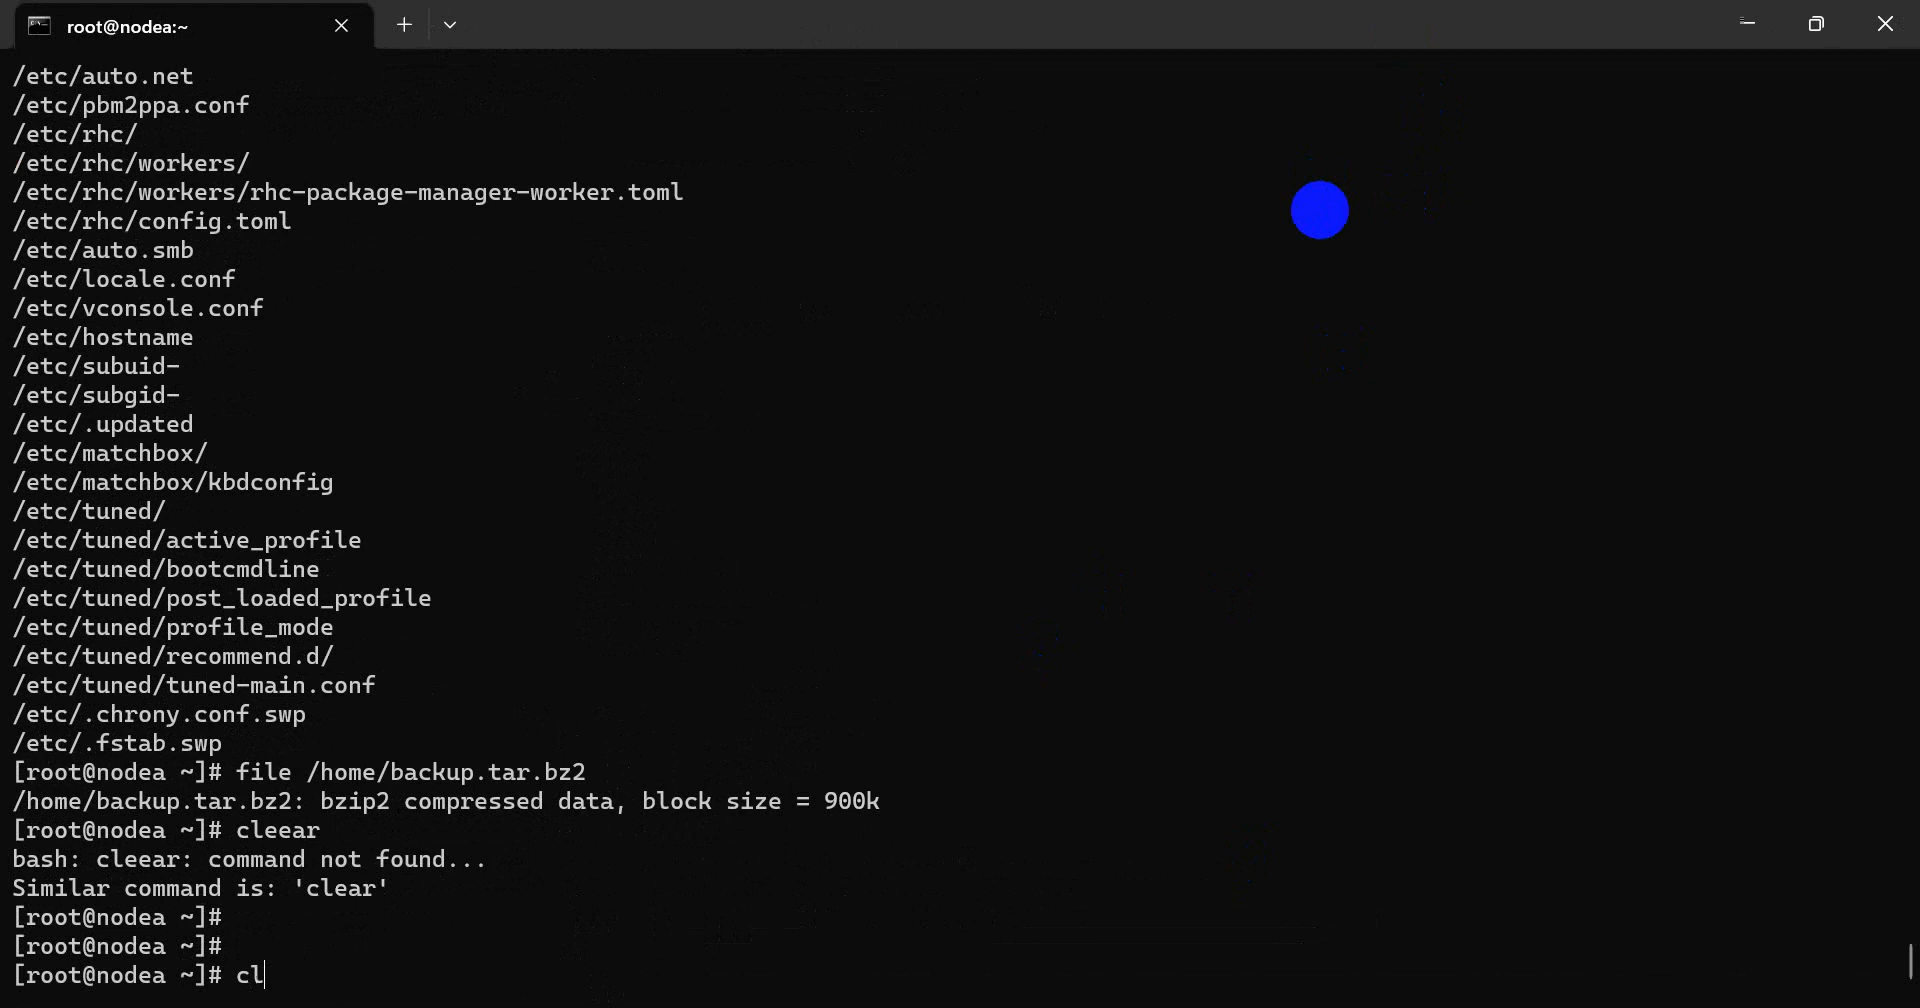 root@nodea:~
/etc/auto.net
/etc/pbm2ppa.conf
/etc/rhc/
/etc/rhc/workers/
/etc/rhc/workers/rhc-package-manager-worker.toml
/etc/rhc/config.toml
/etc/auto.smb
/etc/locale.conf
/etc/vconsole.conf
/etc/hostname
/etc/subuid-
/etc/subgid-
/etc/.updated
/etc/matchbox/
/etc/matchbox/kbdconfig
/etc/tuned/
/etc/tuned/active_profile
/etc/tuned/bootcmdline
/etc/tuned/post_loaded_profile
/etc/tuned/profile_mode
/etc/tuned/recommend.d/
/etc/tuned/tuned-main.conf
/etc/.chrony.conf.swp
/etc/.fstab.swp
[root@nodea ~]# file /home/backup.tar.bz2
/home/backup.tar.bz2: bzip2 compressed data, block size = 900k
[root@nodea ~]# cleear
bash: cleear: command not found...
Similar command is: 'clear'
[root@nodea ~]#
[root@nodea ~]#
[root@nodea ~]# cl